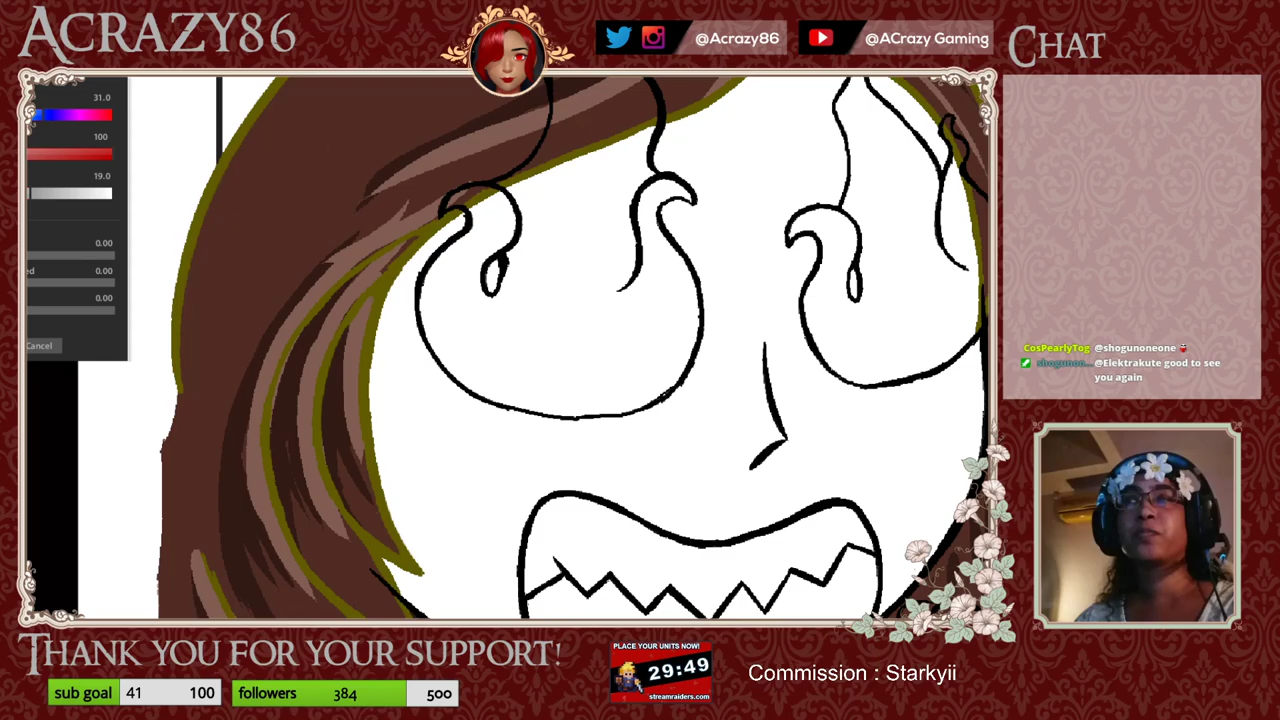 ACRAZY86
@Acrazy86
@ACrazy Gaming
CHAT
31.0
100
19.0
0.00
ed 0.00
0.00
Cancel
CosPearlyTog @shogunoneone
shogunon... @Elektrakute good to see
you again
THANK YOU FOR YOUR SUPPORT!
sub goal 41 100
followers 384 500
PLACE YOUR UNITS NOW!
29:49
streamraiders.com
Commission : Starkyii